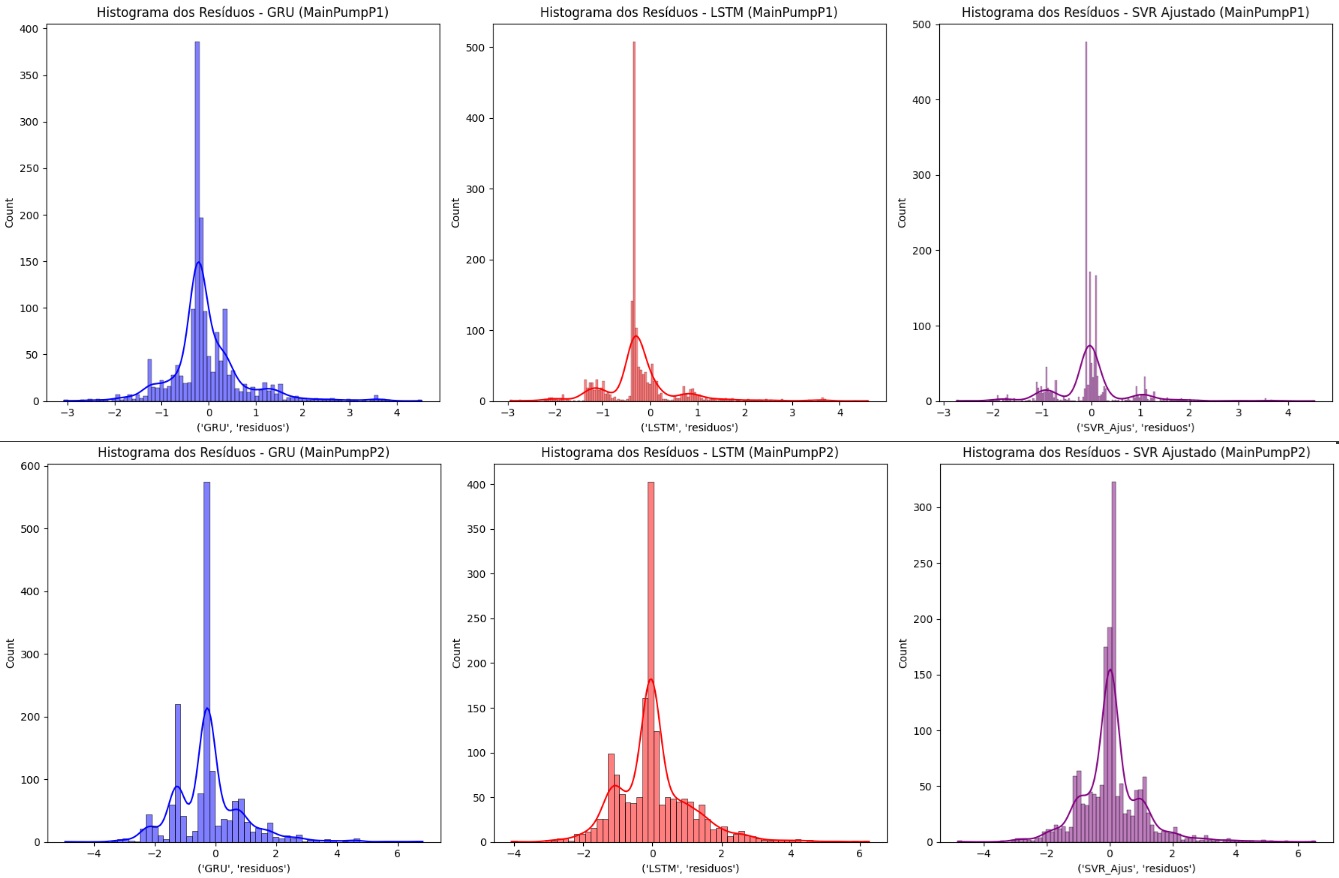 Histograma dos Resíduos - GRU (MainPumpP1)
400
350
300
250
200
150
100
50
0
Count
−3 −2 −1 0 1 2 3 4
('GRU', 'residuos')
Histograma dos Resíduos - LSTM (MainPumpP1)
500
400
300
200
100
0
Count
−3 −2 −1 0 1 2 3 4
('LSTM', 'residuos')
Histograma dos Resíduos - SVR Ajustado (MainPumpP1)
500
400
300
200
100
0
Count
−3 −2 −1 0 1 2 3 4
('SVR_Ajus', 'residuos')
Histograma dos Resíduos - GRU (MainPumpP2)
600
500
400
300
200
100
0
Count
−4 −2 0 2 4 6
('GRU', 'residuos')
Histograma dos Resíduos - LSTM (MainPumpP2)
400
350
300
250
200
150
100
50
0
Count
−4 −2 0 2 4 6
('LSTM', 'residuos')
Histograma dos Resíduos - SVR Ajustado (MainPumpP2)
300
250
200
150
100
50
0
Count
−4 −2 0 2 4 6
('SVR_Ajus', 'residuos')